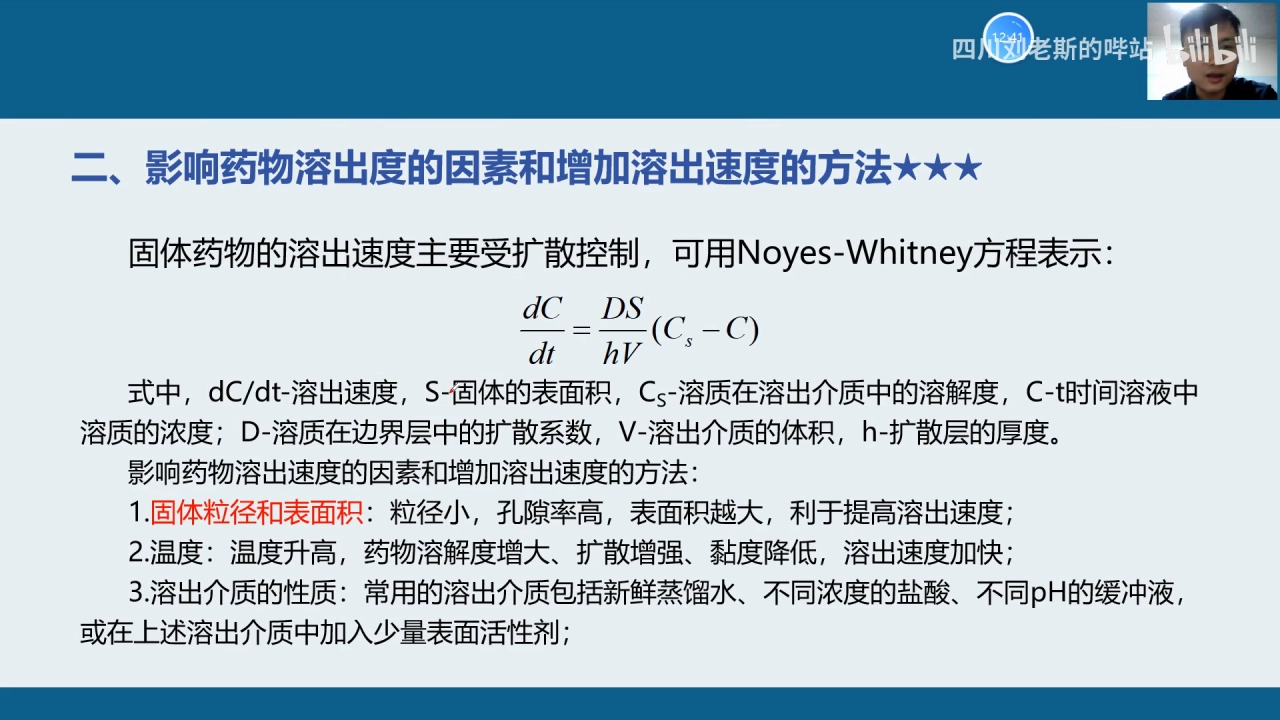 12:41
四川刘老斯的哔站 bilibili
二、影响药物溶出度的因素和增加溶出速度的方法★★★
固体药物的溶出速度主要受扩散控制，可用Noyes-Whitney方程表示：
dC/dt = DS/hV (Cs − C)
式中，dC/dt-溶出速度，S-固体的表面积，CS-溶质在溶出介质中的溶解度，C-t时间溶液中
溶质的浓度；D-溶质在边界层中的扩散系数，V-溶出介质的体积，h-扩散层的厚度。
影响药物溶出速度的因素和增加溶出速度的方法：
1.固体粒径和表面积：粒径小，孔隙率高，表面积越大，利于提高溶出速度；
2.温度：温度升高，药物溶解度增大、扩散增强、黏度降低，溶出速度加快；
3.溶出介质的性质：常用的溶出介质包括新鲜蒸馏水、不同浓度的盐酸、不同pH的缓冲液，
或在上述溶出介质中加入少量表面活性剂；